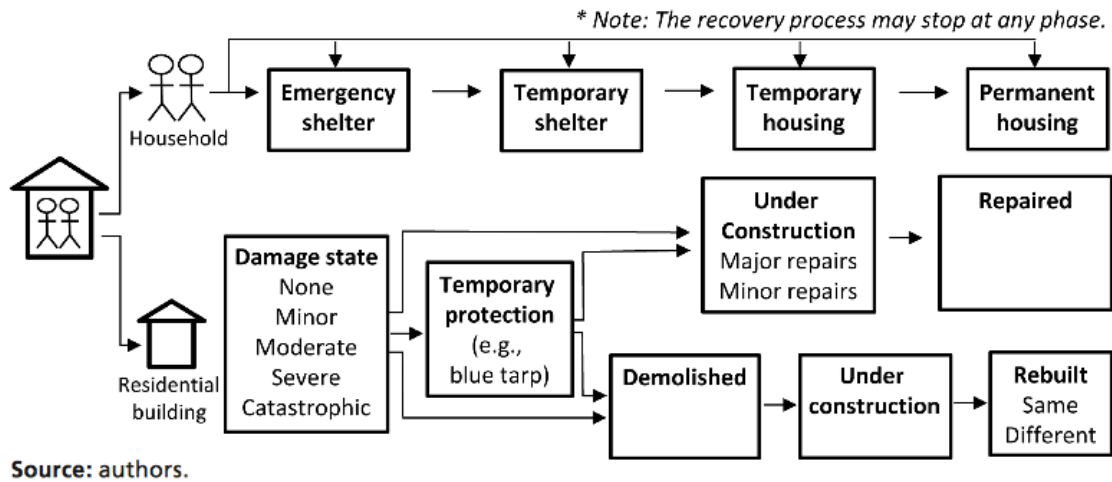 * Note: The recovery process may stop at any phase.
Household
Emergency
shelter
Temporary
shelter
Temporary
housing
Permanent
housing
Residential
building
Damage state
None
Minor
Moderate
Severe
Catastrophic
Temporary
protection
(e.g.,
blue tarp)
Under
Construction
Major repairs
Minor repairs
Repaired
Demolished
Under
construction
Rebuilt
Same
Different
Source: authors.